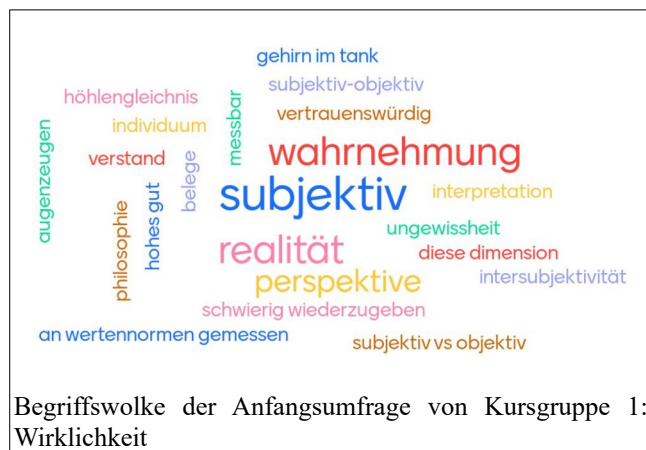 gehirn im tank
subjektiv-objektiv
höhlengleichnis
messbar
vertrauenswürdig
individuum
augenzeugen
verstand
belege
wahrnehmung
subjektiv
interpretation
philosophie
hohes gut
ungewissheit
realität
diese dimension
perspektive
intersubjektivität
schwierig wiederzugeben
an wertennormen gemessen
subjektiv vs objektiv
Begriffswolke der Anfangsumfrage von Kursgruppe 1:
Wirklichkeit